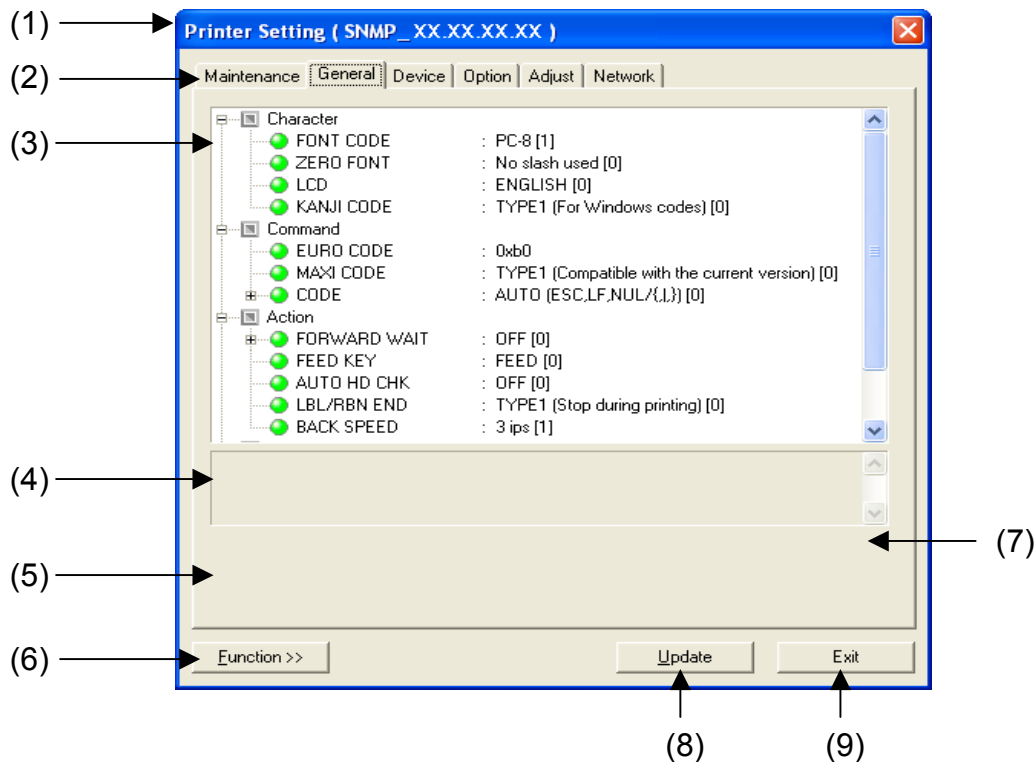 (1)
Printer Setting ( SNMP_ XX.XX.XX.XX )
(2)
Maintenance General Device Option Adjust Network
(3)
Character
FONT CODE : PC-8 [1]
ZERO FONT : No slash used [0]
LCD : ENGLISH [0]
KANJI CODE : TYPE1 (For Windows codes) [0]
Command
EURO CODE : 0xb0
MAXI CODE : TYPE1 (Compatible with the current version) [0]
CODE : AUTO (ESC,LF,NUL/{,|,}) [0]
Action
FORWARD WAIT : OFF [0]
FEED KEY : FEED [0]
AUTO HD CHK : OFF [0]
LBL/RBN END : TYPE1 (Stop during printing) [0]
BACK SPEED : 3 ips [1]
(4)
(7)
(5)
(6)
Function >> Update Exit
(8) (9)